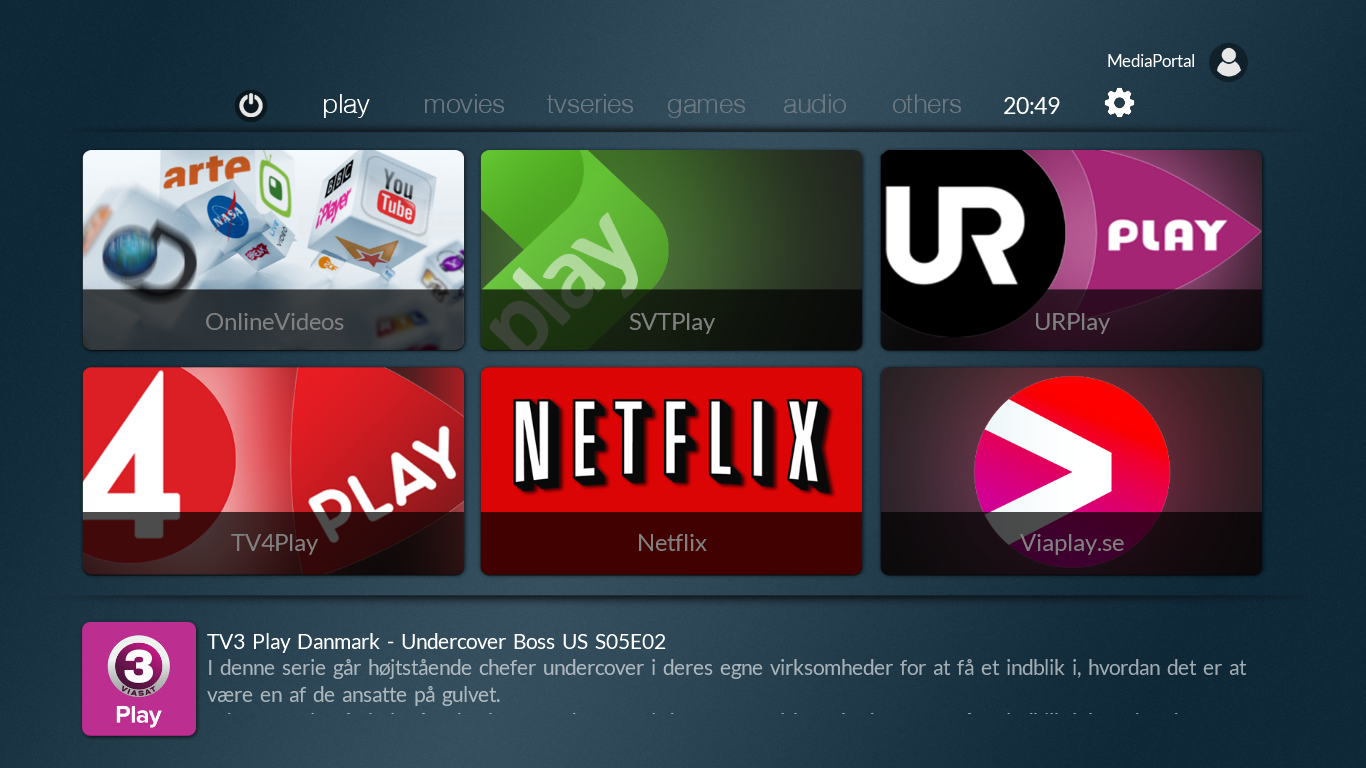 MediaPortal
play movies tvseries games audio others 20:49
arte
NASA
BBC
iPlayer
You
Tube
LIVE
VIDEO
OnlineVideos
play
SVTPlay
UR PLAY
URPlay
4 PLAY
TV4Play
NETFLIX
Netflix
Viaplay.se
3
VIASAT
Play
TV3 Play Danmark - Undercover Boss US S05E02
I denne serie går højtstående chefer undercover i deres egne virksomheder for at få et indblik i, hvordan det er at
være en af de ansatte på gulvet.